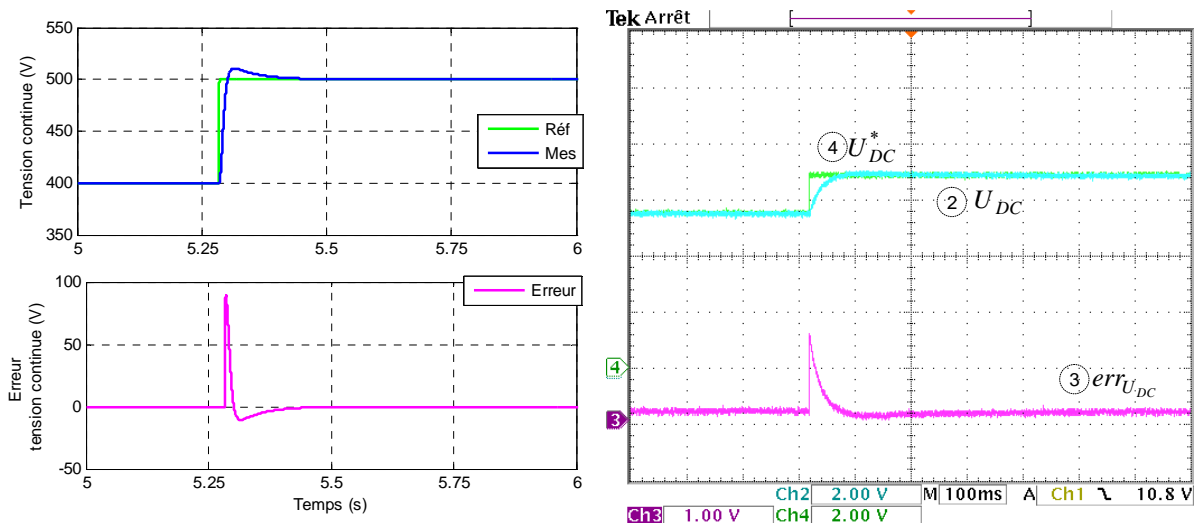 550
500
450
400
350
Tension continue (V)
5
5.25
5.5
5.75
6
Réf
Mes
100
50
0
-50
Erreur
tension continue (V)
5
5.25
5.5
5.75
6
Temps (s)
Erreur
Tek Arrêt
4 U*DC
2 UDC
3 errUDC
4
3
Ch2 2.00 V M 100ms A Ch1 10.8 V
Ch3 1.00 V Ch4 2.00 V